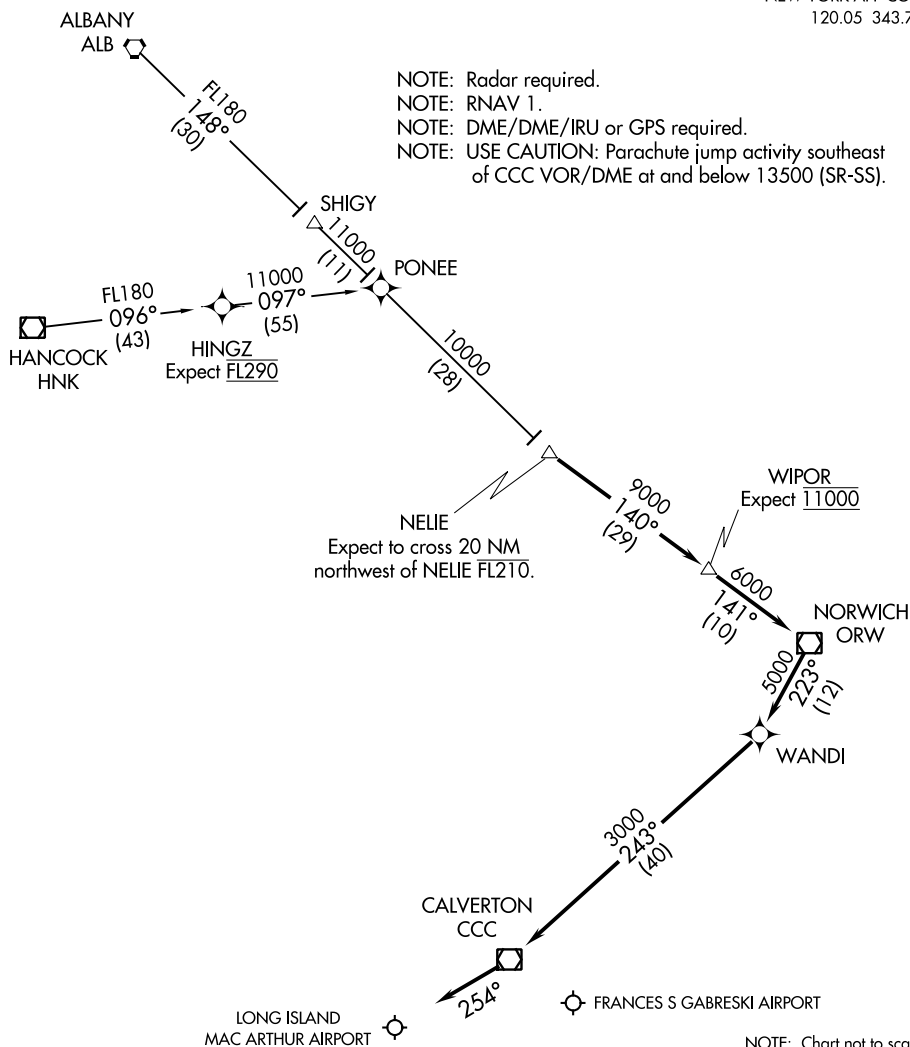 120.05 343.7
ALBANY
ALB
FL180
148°
(30)
NOTE: Radar required.
NOTE: RNAV 1.
NOTE: DME/DME/IRU or GPS required.
NOTE: USE CAUTION: Parachute jump activity southeast
of CCC VOR/DME at and below 13500 (SR-SS).
SHIGY
11000
(11)
PONEE
FL180
096°
(43)
11000
097°
(55)
HANCOCK
HNK
HINGZ
Expect FL290
10000
(28)
NELIE
Expect to cross 20 NM
northwest of NELIE FL210.
9000
140°
(29)
WIPOR
Expect 11000
6000
141°
(10)
NORWICH
ORW
5000
223°
(12)
WANDI
3000
243°
(40)
CALVERTON
CCC
254°
FRANCES S GABRESKI AIRPORT
LONG ISLAND
MAC ARTHUR AIRPORT
NOTE: Chart not to sca